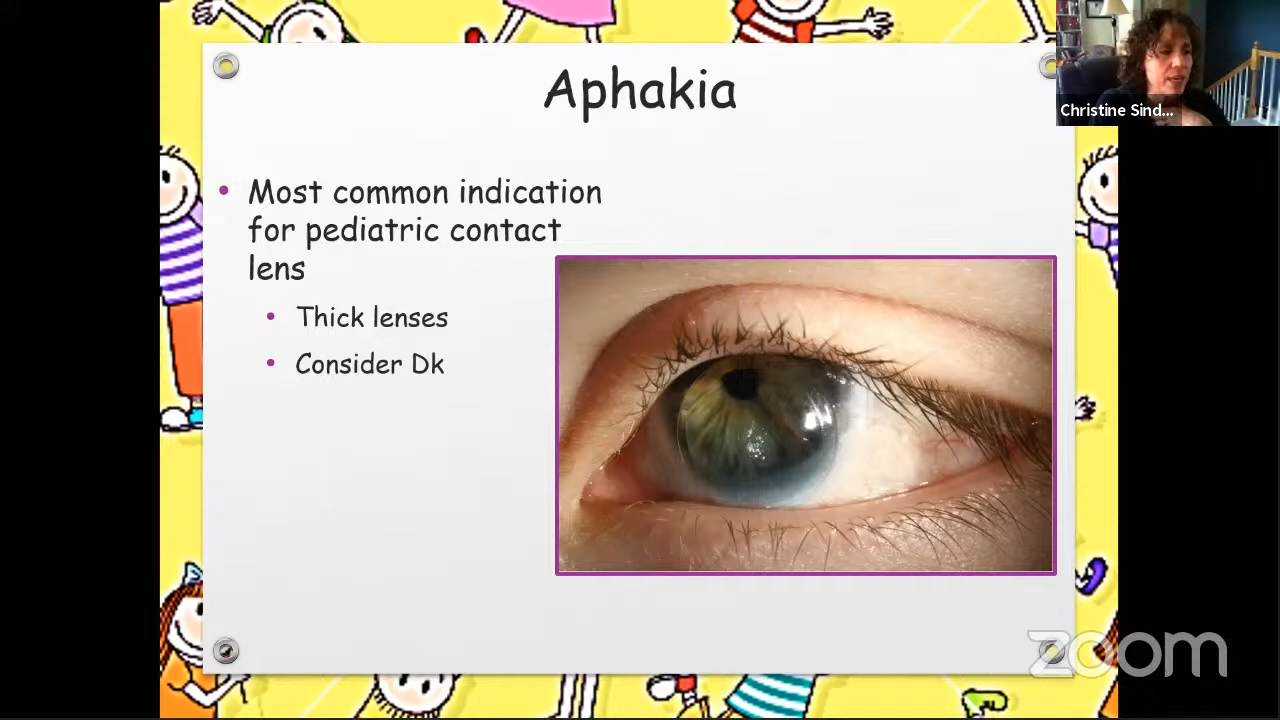 Aphakia
Christine Sind...
Most common indication
for pediatric contact
lens
Thick lenses
Consider Dk
zoom